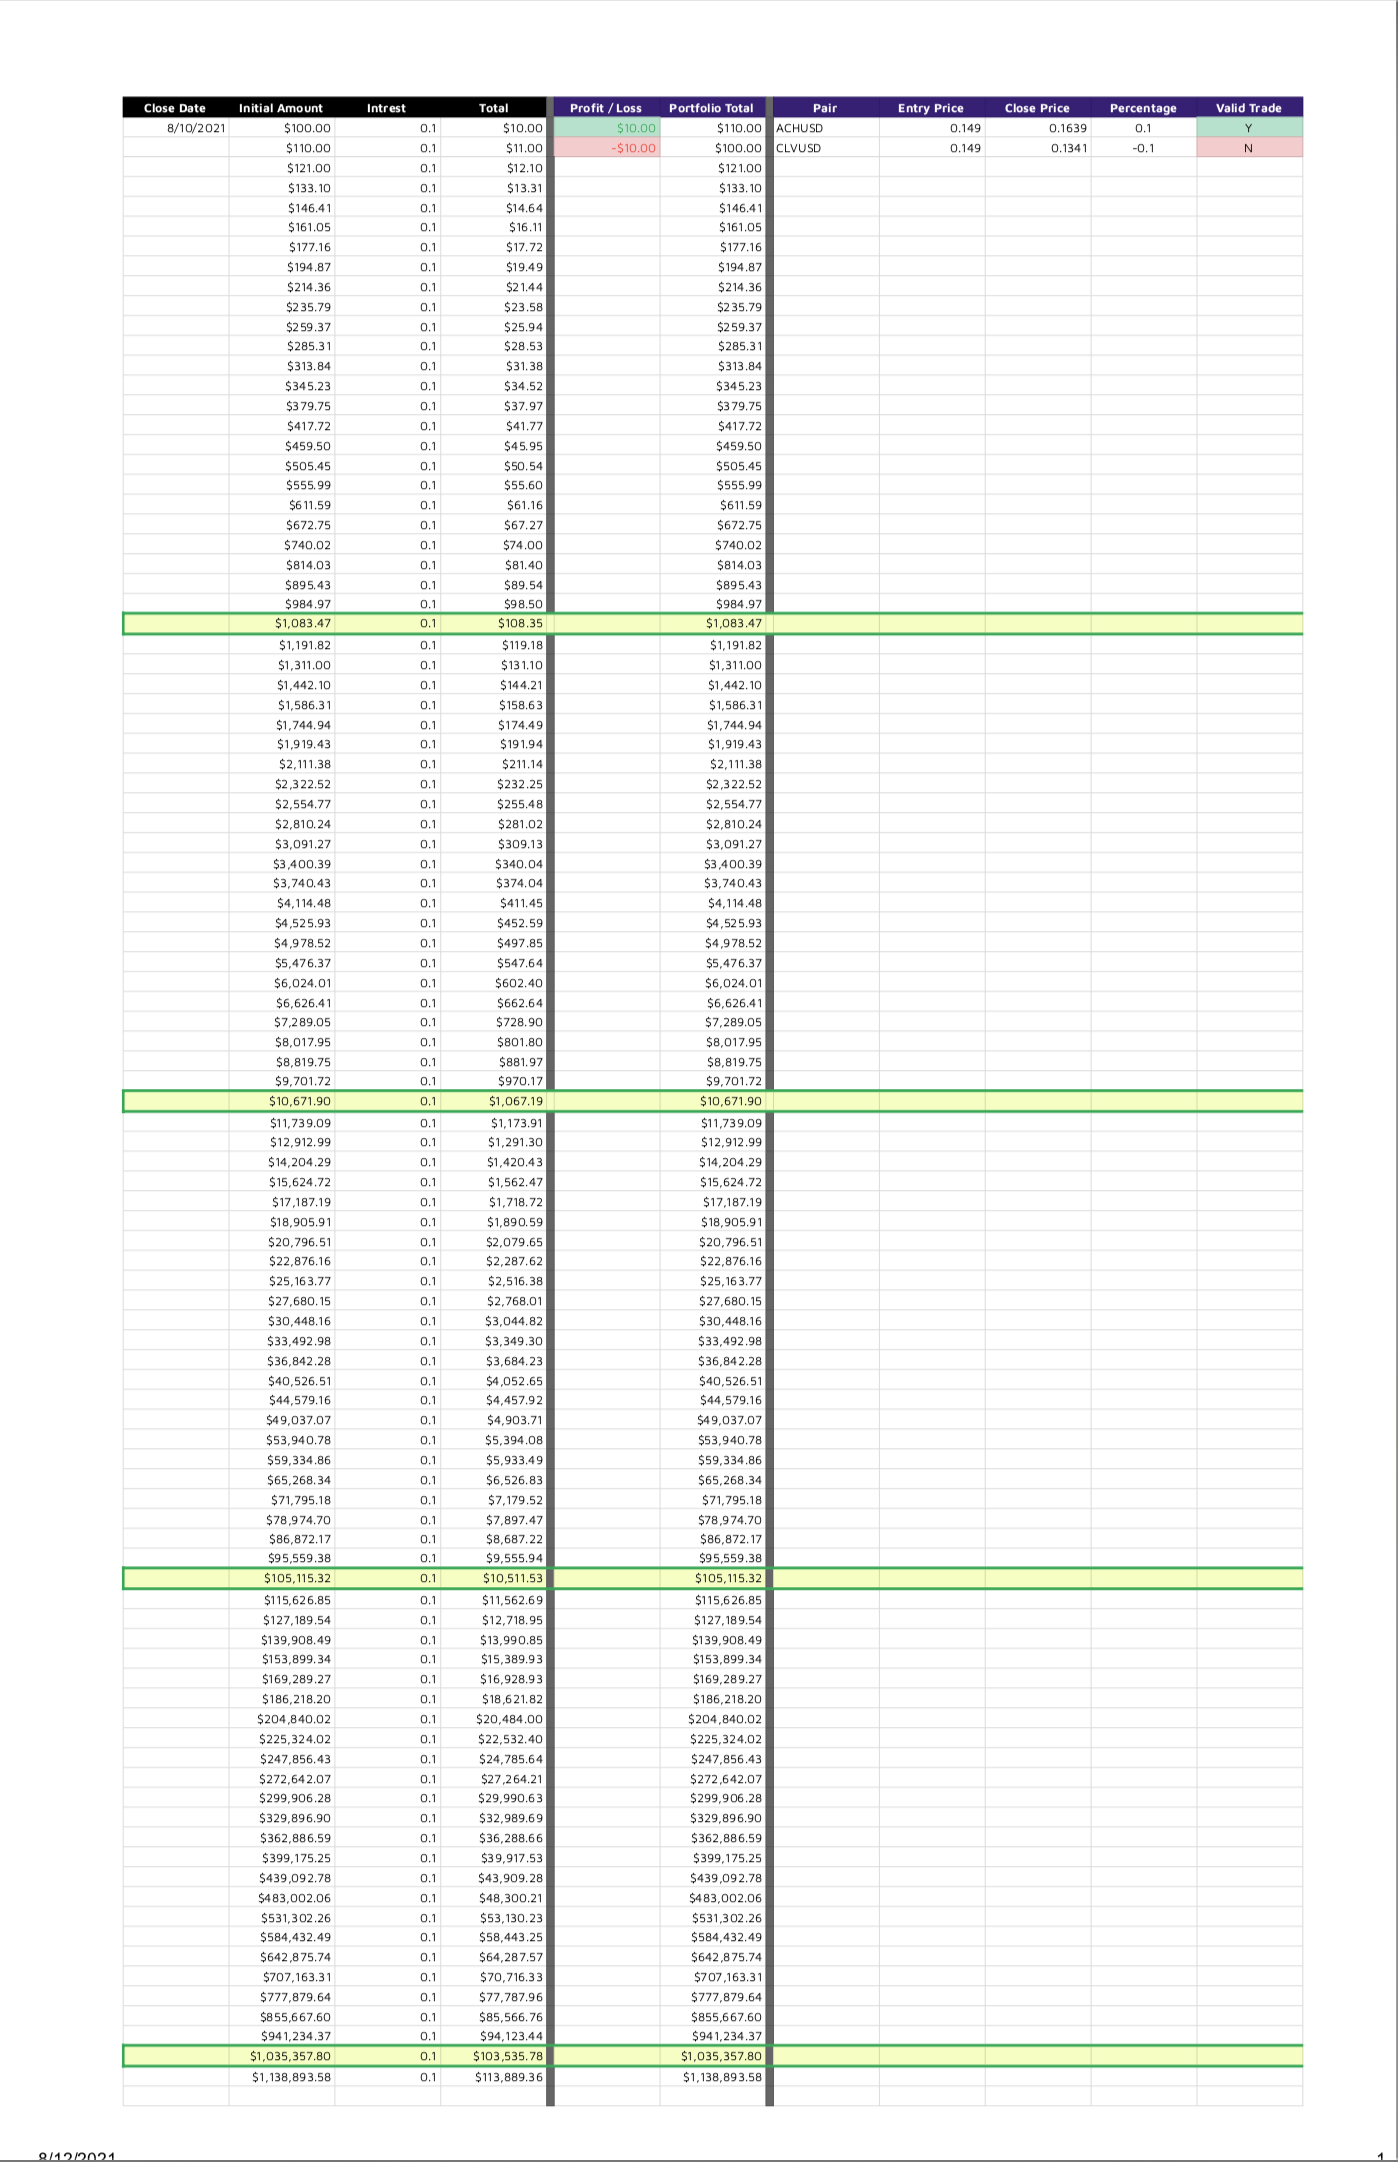 Close Date Initial Amount Intrest Total Profit / Loss Portfolio Total Pair Entry Price Close Price Percentage Valid Trade
8/10/2021 $100.00 0.1 $10.00 $10.00 $110.00 ACHUSD 0.149 0.1639 0.1 Y
$110.00 0.1 $11.00 -$10.00 $100.00 CLVUSD 0.149 0.1341 -0.1 N
$121.00 0.1 $12.10 $121.00
$133.10 0.1 $13.31 $133.10
$146.41 0.1 $14.64 $146.41
$161.05 0.1 $16.11 $161.05
$177.16 0.1 $17.72 $177.16
$194.87 0.1 $19.49 $194.87
$214.36 0.1 $21.44 $214.36
$235.79 0.1 $23.58 $235.79
$259.37 0.1 $25.94 $259.37
$285.31 0.1 $28.53 $285.31
$313.84 0.1 $31.38 $313.84
$345.23 0.1 $34.52 $345.23
$379.75 0.1 $37.97 $379.75
$417.72 0.1 $41.77 $417.72
$459.50 0.1 $45.95 $459.50
$505.45 0.1 $50.54 $505.45
$555.99 0.1 $55.60 $555.99
$611.59 0.1 $61.16 $611.59
$672.75 0.1 $67.27 $672.75
$740.02 0.1 $74.00 $740.02
$814.03 0.1 $81.40 $814.03
$895.43 0.1 $89.54 $895.43
$984.97 0.1 $98.50 $984.97
$1,083.47 0.1 $108.35 $1,083.47
$1,191.82 0.1 $119.18 $1,191.82
$1,311.00 0.1 $131.10 $1,311.00
$1,442.10 0.1 $144.21 $1,442.10
$1,586.31 0.1 $158.63 $1,586.31
$1,744.94 0.1 $174.49 $1,744.94
$1,919.43 0.1 $191.94 $1,919.43
$2,111.38 0.1 $211.14 $2,111.38
$2,322.52 0.1 $232.25 $2,322.52
$2,554.77 0.1 $255.48 $2,554.77
$2,810.24 0.1 $281.02 $2,810.24
$3,091.27 0.1 $309.13 $3,091.27
$3,400.39 0.1 $340.04 $3,400.39
$3,740.43 0.1 $374.04 $3,740.43
$4,114.48 0.1 $411.45 $4,114.48
$4,525.93 0.1 $452.59 $4,525.93
$4,978.52 0.1 $497.85 $4,978.52
$5,476.37 0.1 $547.64 $5,476.37
$6,024.01 0.1 $602.40 $6,024.01
$6,626.41 0.1 $662.64 $6,626.41
$7,289.05 0.1 $728.90 $7,289.05
$8,017.95 0.1 $801.80 $8,017.95
$8,819.75 0.1 $881.97 $8,819.75
$9,701.72 0.1 $970.17 $9,701.72
$10,671.90 0.1 $1,067.19 $10,671.90
$11,739.09 0.1 $1,173.91 $11,739.09
$12,912.99 0.1 $1,291.30 $12,912.99
$14,204.29 0.1 $1,420.43 $14,204.29
$15,624.72 0.1 $1,562.47 $15,624.72
$17,187.19 0.1 $1,718.72 $17,187.19
$18,905.91 0.1 $1,890.59 $18,905.91
$20,796.51 0.1 $2,079.65 $20,796.51
$22,876.16 0.1 $2,287.62 $22,876.16
$25,163.77 0.1 $2,516.38 $25,163.77
$27,680.15 0.1 $2,768.01 $27,680.15
$30,448.16 0.1 $3,044.82 $30,448.16
$33,492.98 0.1 $3,349.30 $33,492.98
$36,842.28 0.1 $3,684.23 $36,842.28
$40,526.51 0.1 $4,052.65 $40,526.51
$44,579.16 0.1 $4,457.92 $44,579.16
$49,037.07 0.1 $4,903.71 $49,037.07
$53,940.78 0.1 $5,394.08 $53,940.78
$59,334.86 0.1 $5,933.49 $59,334.86
$65,268.34 0.1 $6,526.83 $65,268.34
$71,795.18 0.1 $7,179.52 $71,795.18
$78,974.70 0.1 $7,897.47 $78,974.70
$86,872.17 0.1 $8,687.22 $86,872.17
$95,559.38 0.1 $9,555.94 $95,559.38
$105,115.32 0.1 $10,511.53 $105,115.32
$115,626.85 0.1 $11,562.69 $115,626.85
$127,189.54 0.1 $12,718.95 $127,189.54
$139,908.49 0.1 $13,990.85 $139,908.49
$153,899.34 0.1 $15,389.93 $153,899.34
$169,289.27 0.1 $16,928.93 $169,289.27
$186,218.20 0.1 $18,621.82 $186,218.20
$204,840.02 0.1 $20,484.00 $204,840.02
$225,324.02 0.1 $22,532.40 $225,324.02
$247,856.43 0.1 $24,785.64 $247,856.43
$272,642.07 0.1 $27,264.21 $272,642.07
$299,906.28 0.1 $29,990.63 $299,906.28
$329,896.90 0.1 $32,989.69 $329,896.90
$362,886.59 0.1 $36,288.66 $362,886.59
$399,175.25 0.1 $39,917.53 $399,175.25
$439,092.78 0.1 $43,909.28 $439,092.78
$483,002.06 0.1 $48,300.21 $483,002.06
$531,302.26 0.1 $53,130.23 $531,302.26
$584,432.49 0.1 $58,443.25 $584,432.49
$642,875.74 0.1 $64,287.57 $642,875.74
$707,163.31 0.1 $70,716.33 $707,163.31
$777,879.64 0.1 $77,787.96 $777,879.64
$855,667.60 0.1 $85,566.76 $855,667.60
$941,234.37 0.1 $94,123.44 $941,234.37
$1,035,357.80 0.1 $103,535.78 $1,035,357.80
$1,138,893.58 0.1 $113,889.36 $1,138,893.58
8/12/2021 1